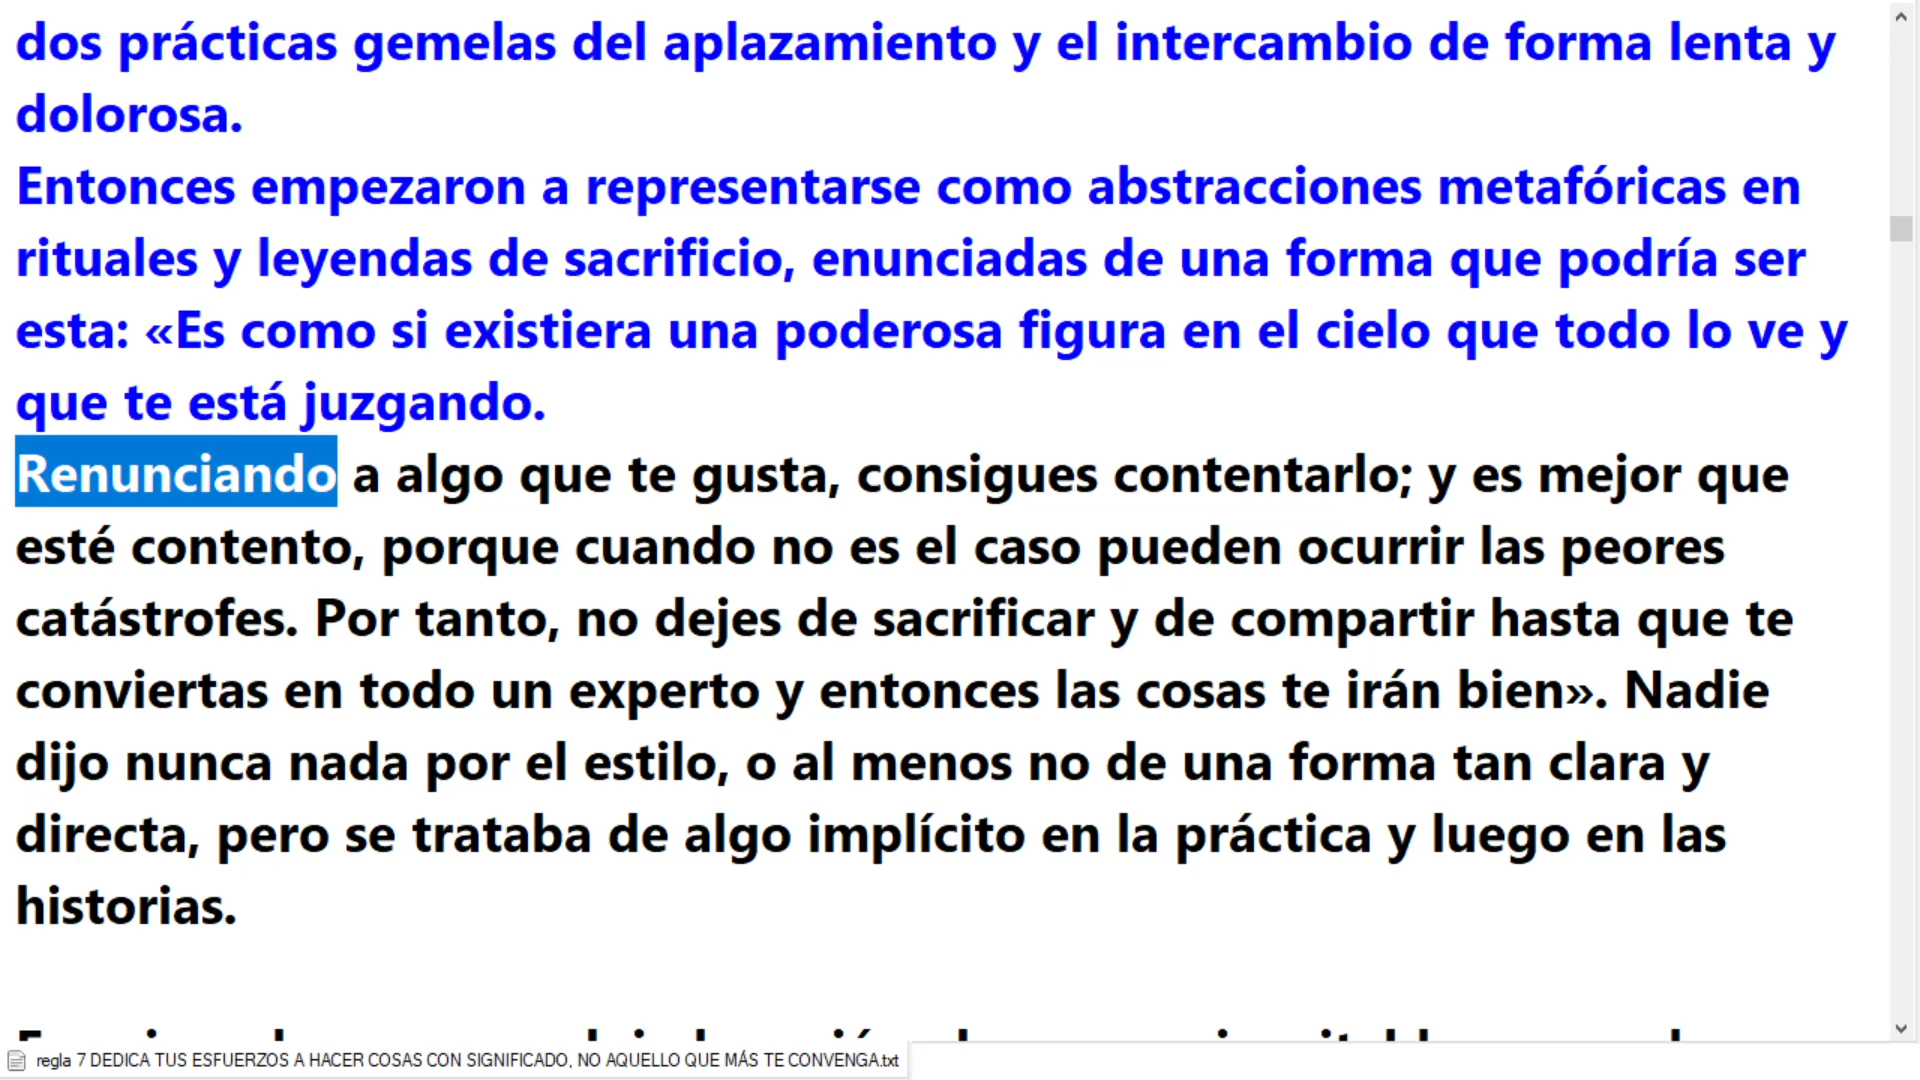 dos prácticas gemelas del aplazamiento y el intercambio de forma lenta y
dolorosa.
Entonces empezaron a representarse como abstracciones metafóricas en
rituales y leyendas de sacrificio, enunciadas de una forma que podría ser
esta: «Es como si existiera una poderosa figura en el cielo que todo lo ve y
que te está juzgando.
Renunciando a algo que te gusta, consigues contentarlo; y es mejor que
esté contento, porque cuando no es el caso pueden ocurrir las peores
catástrofes. Por tanto, no dejes de sacrificar y de compartir hasta que te
conviertas en todo un experto y entonces las cosas te irán bien». Nadie
dijo nunca nada por el estilo, o al menos no de una forma tan clara y
directa, pero se trataba de algo implícito en la práctica y luego en las
historias.
regla 7 DEDICA TUS ESFUERZOS A HACER COSAS CON SIGNIFICADO, NO AQUELLO QUE MÁS TE CONVENGA.txt